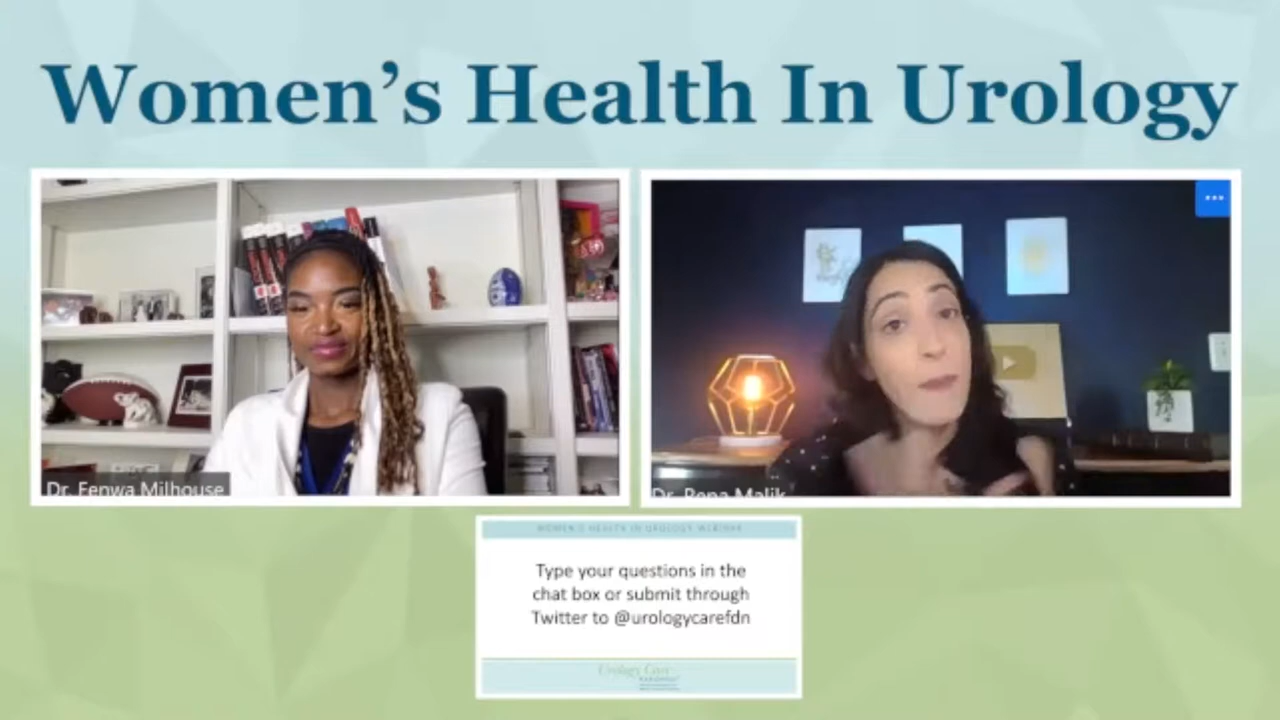 Women's Health In Urology
Dr. Fenwa Milhouse
Dr. Rena Malik
WOMEN'S HEALTH IN UROLOGY WEBINAR
Type your questions in the
chat box or submit through
Twitter to @urologycarefdn
Urology Care
FOUNDATION